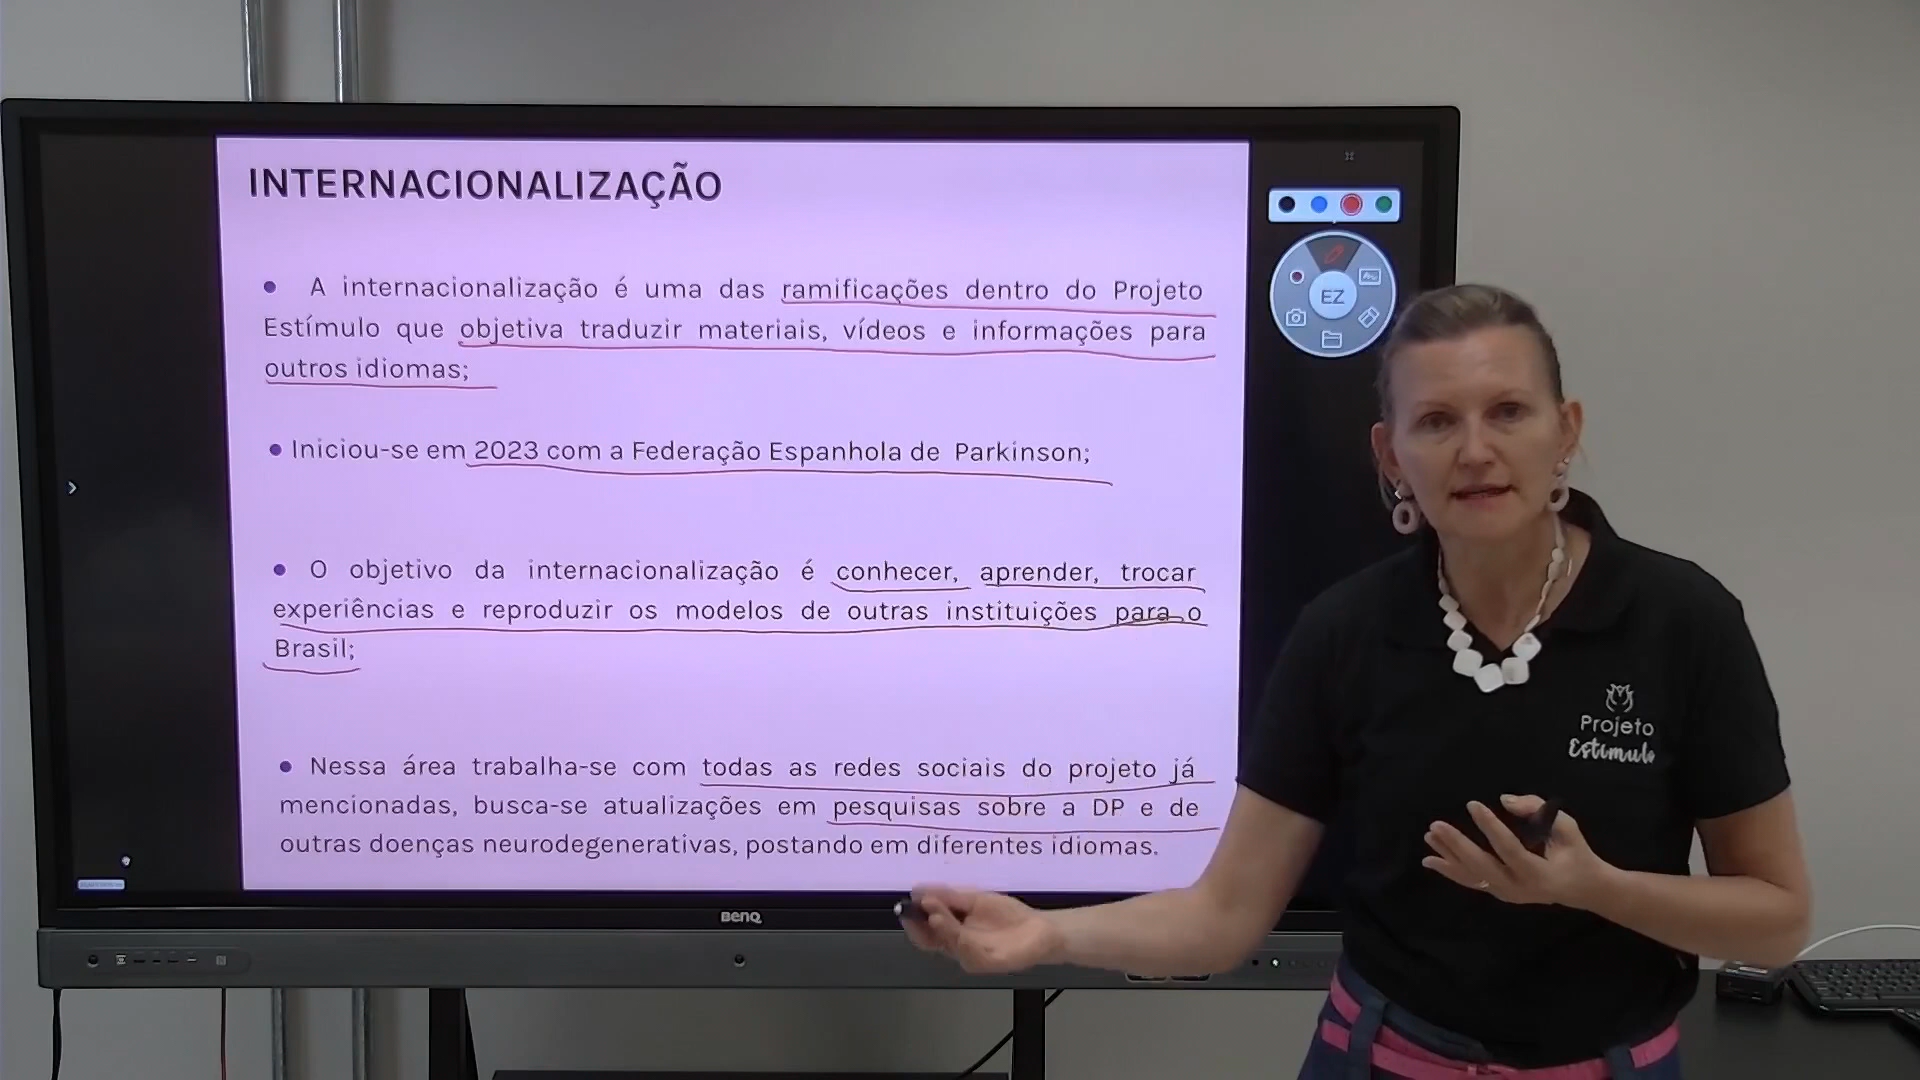 INTERNACIONALIZAÇÃO
• A internacionalização é uma das ramificações dentro do Projeto
Estímulo que objetiva traduzir materiais, vídeos e informações para
outros idiomas;
• Iniciou-se em 2023 com a Federação Espanhola de Parkinson;
• O objetivo da internacionalização é conhecer, aprender, trocar
experiências e reproduzir os modelos de outras instituições para o
Brasil;
• Nessa área trabalha-se com todas as redes sociais do projeto já
mencionadas, busca-se atualizações em pesquisas sobre a DP e de
outras doenças neurodegenerativas, postando em diferentes idiomas.
EZ
Projeto
Estímulo
BenQ